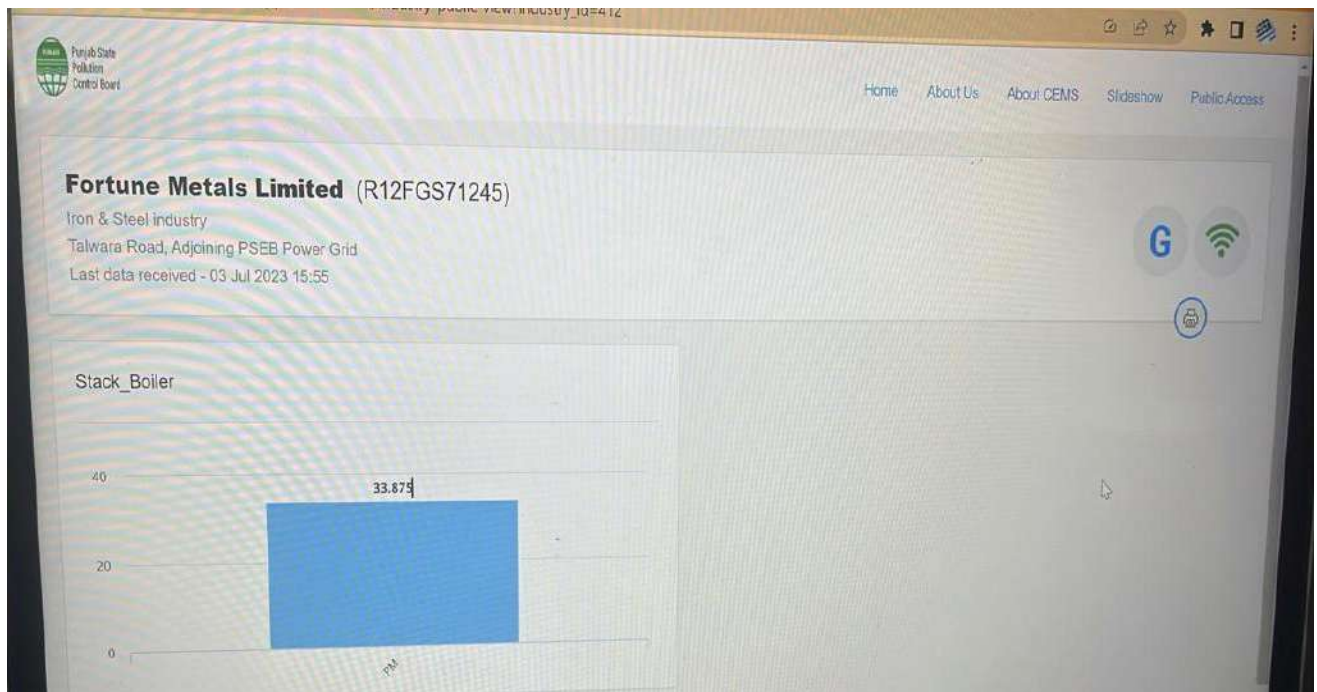 Punjab State
Pollution
Control Board
Home About Us About CEMS Slideshow Public Access
Fortune Metals Limited (R12FGS71245)
Iron & Steel industry
Talwara Road, Adjoining PSEB Power Grid
Last data received - 03 Jul 2023 15:55
G
Stack_Boiler
40
33.875
20
0
PM